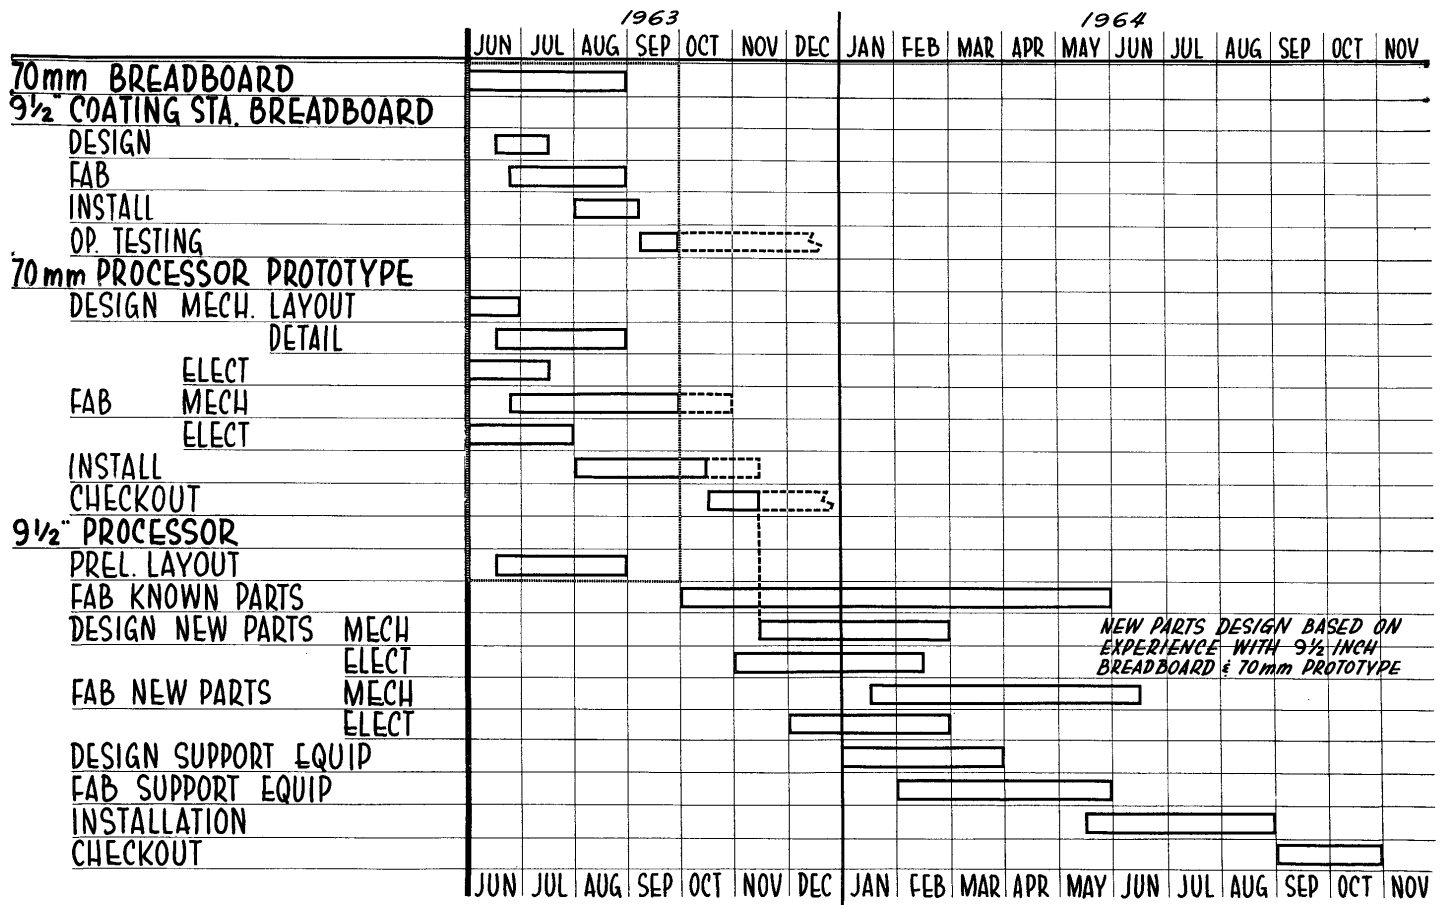 1963 1964
JUN JUL AUG SEP OCT NOV DEC JAN FEB MAR APR MAY JUN JUL AUG SEP OCT NOV
70mm BREADBOARD
9½" COATING STA. BREADBOARD
DESIGN
FAB
INSTALL
OP. TESTING
70mm PROCESSOR PROTOTYPE
DESIGN MECH. LAYOUT
DETAIL
ELECT
FAB MECH
ELECT
INSTALL
CHECKOUT
9½" PROCESSOR
PREL. LAYOUT
FAB KNOWN PARTS
DESIGN NEW PARTS MECH
ELECT
NEW PARTS DESIGN BASED ON
EXPERIENCE WITH 9½ INCH
BREADBOARD & 70mm PROTOTYPE
FAB NEW PARTS MECH
ELECT
DESIGN SUPPORT EQUIP
FAB SUPPORT EQUIP
INSTALLATION
CHECKOUT
JUN JUL AUG SEP OCT NOV DEC JAN FEB MAR APR MAY JUN JUL AUG SEP OCT NOV